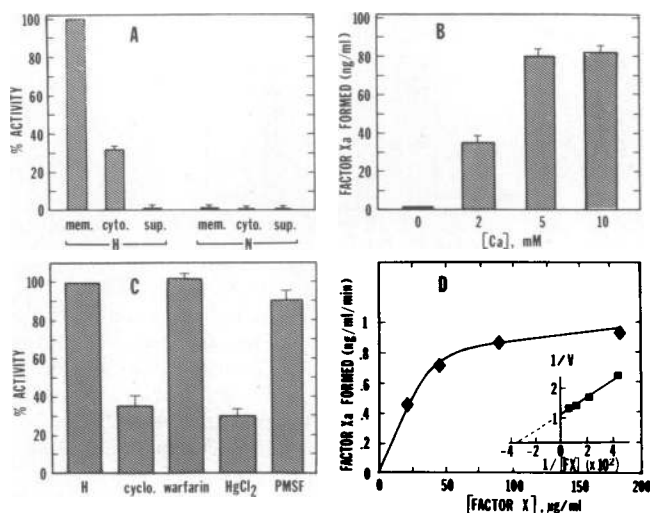 A
% ACTIVITY
100
80
60
40
20
0
mem. cyto. sup. mem. cyto. sup.
H N
B
FACTOR Xa FORMED (ng/ml)
100
80
60
40
20
0
0 2 5 10
[Ca], mM
C
% ACTIVITY
100
80
60
40
20
0
H cyclo. warfarin HgCl2 PMSF
D
FACTOR Xa FORMED (ng/ml/min)
1
.8
.6
.4
.2
0
0 50 100 150 200
[FACTOR X], µg/ml
1/V
2
1
-4 -2 0 2 4
1/[FX] (×10²)